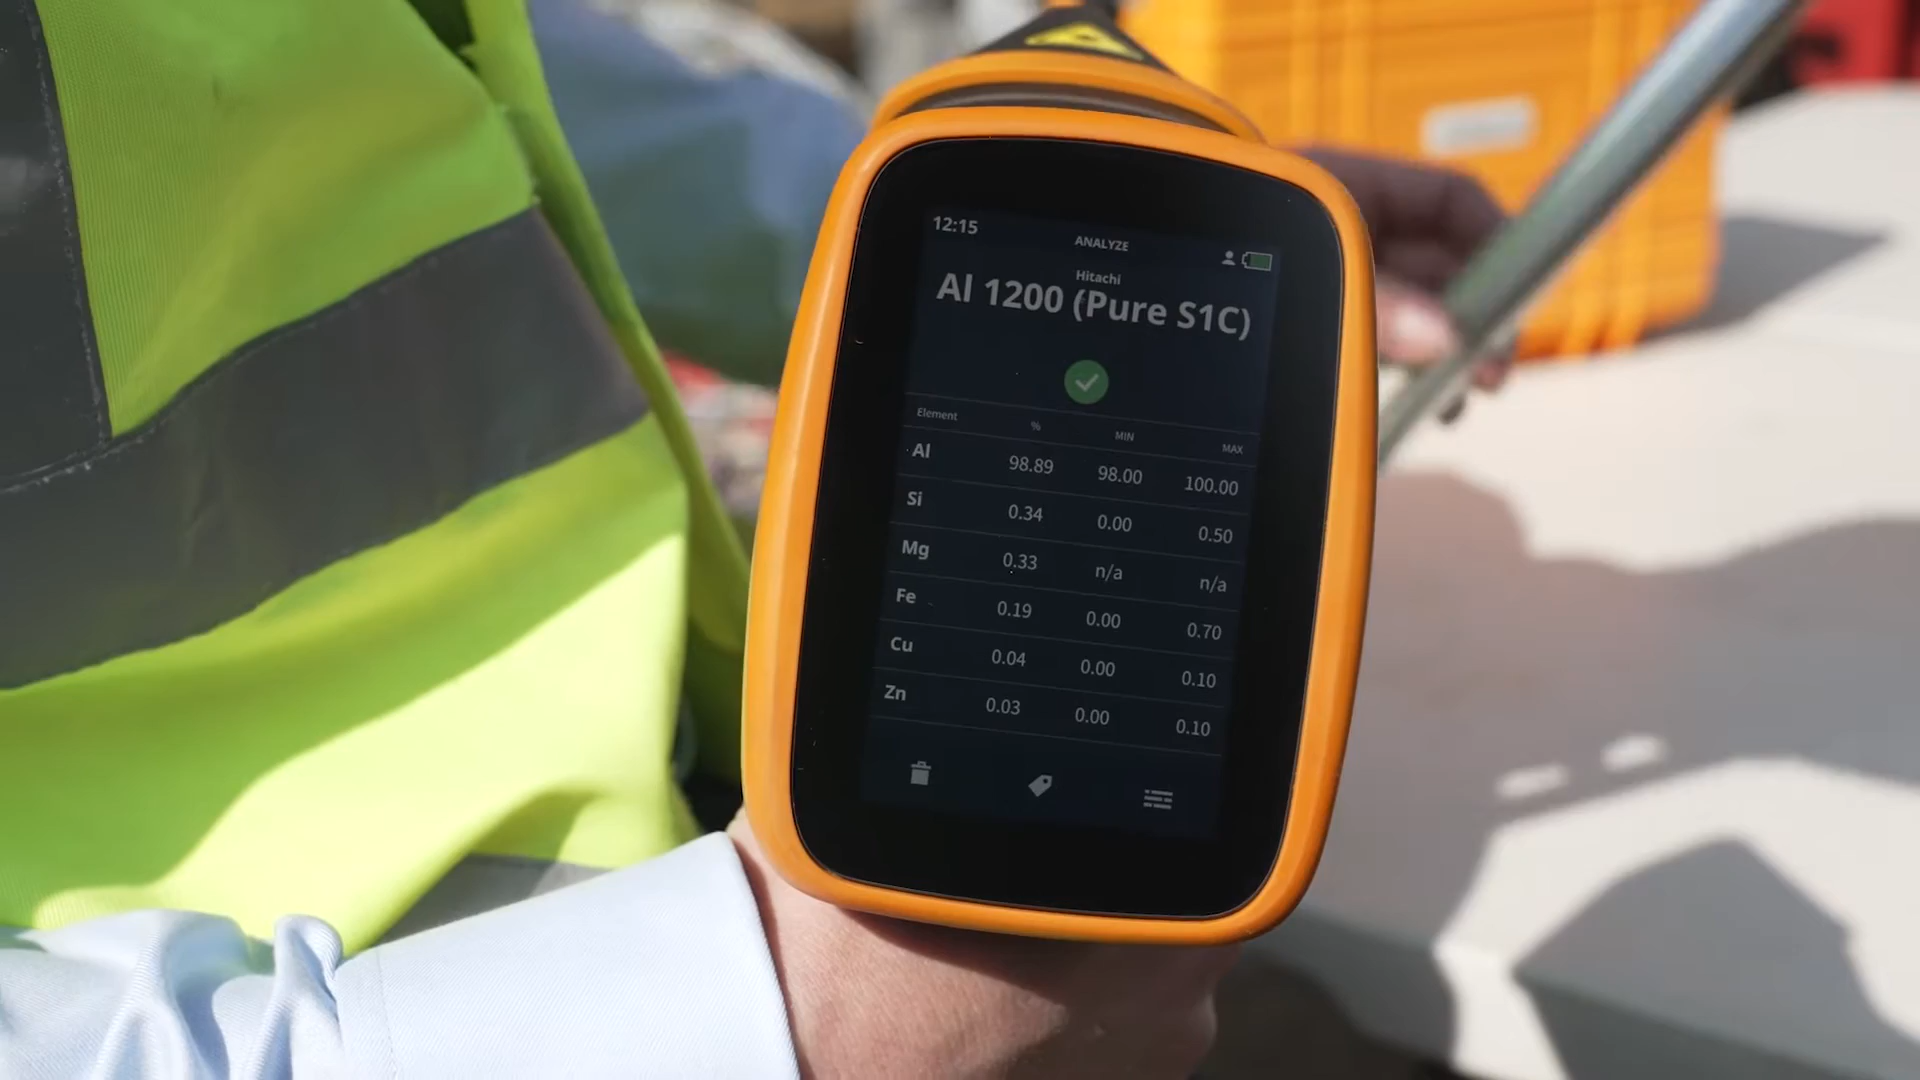 12:15
ANALYZE
Hitachi
Al 1200 (Pure S1C)
Element % MIN MAX
Al 98.89 98.00 100.00
Si 0.34 0.00 0.50
Mg 0.33 n/a n/a
Fe 0.19 0.00 0.70
Cu 0.04 0.00 0.10
Zn 0.03 0.00 0.10